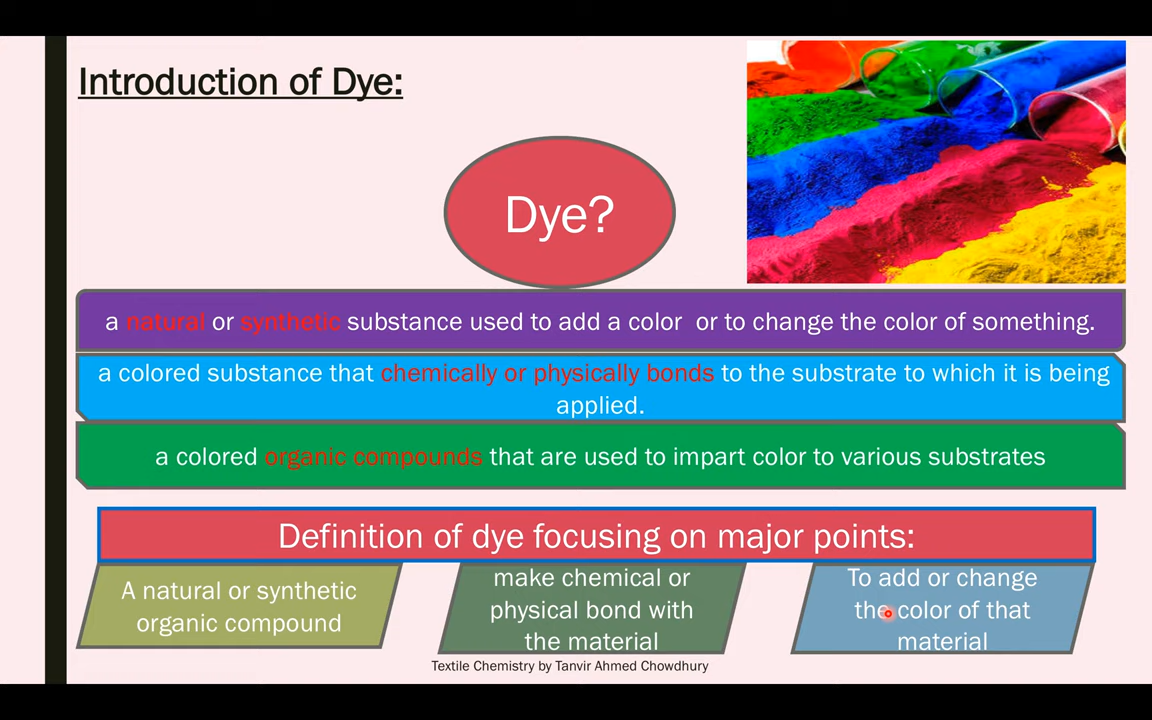 Introduction of Dye:
Dye?
a natural or synthetic substance used to add a color or to change the color of something.
a colored substance that chemically or physically bonds to the substrate to which it is being
applied.
a colored organic compounds that are used to impart color to various substrates
Definition of dye focusing on major points:
A natural or synthetic
organic compound
make chemical or
physical bond with
the material
To add or change
the color of that
material
Textile Chemistry by Tanvir Ahmed Chowdhury